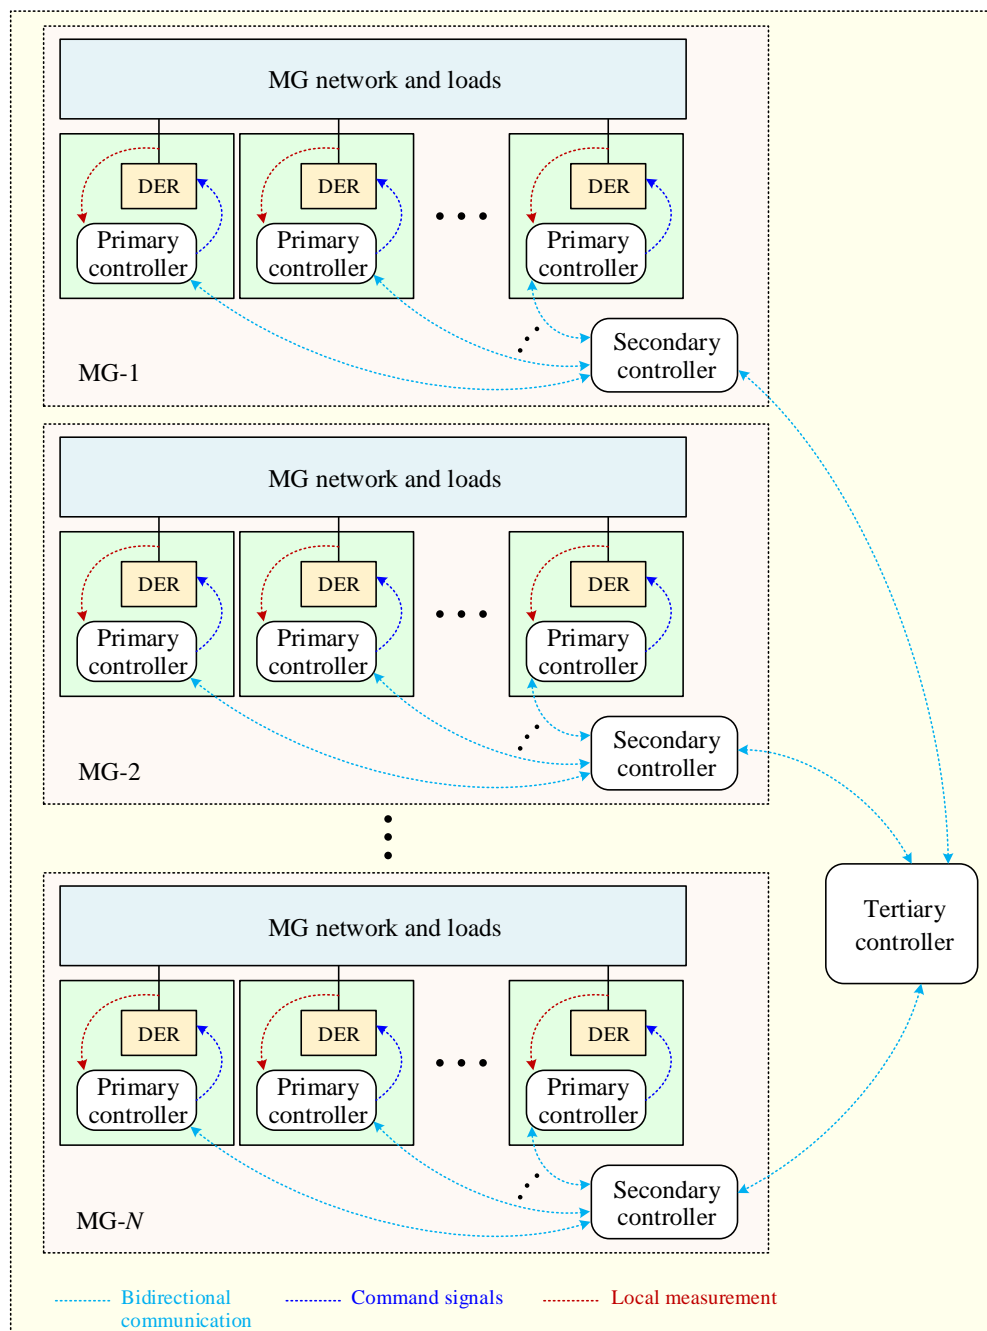 MG network and loads
DER
DER
DER
Primary
controller
Primary
controller
Primary
controller
Secondary
controller
MG-1
MG network and loads
DER
DER
DER
Primary
controller
Primary
controller
Primary
controller
Secondary
controller
MG-2
MG network and loads
DER
DER
DER
Primary
controller
Primary
controller
Primary
controller
Secondary
controller
MG-N
Tertiary
controller
Bidirectional
communication
Command signals
Local measurement